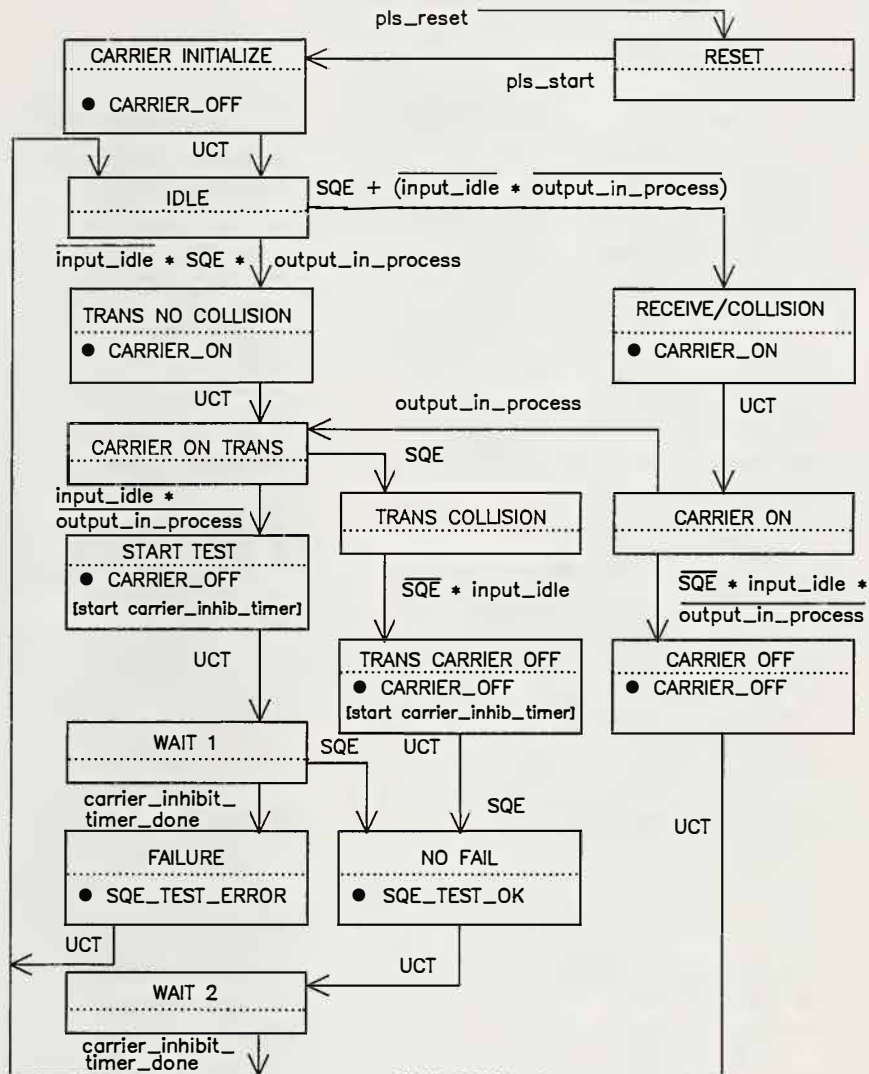 pls_reset
CARRIER INITIALIZE
RESET
pls_start
● CARRIER_OFF
UCT
IDLE
SQE + (input_idle * output_in_process)
input_idle * SQE * output_in_process
TRANS NO COLLISION
● CARRIER_ON
RECEIVE/COLLISION
● CARRIER_ON
UCT
output_in_process
UCT
CARRIER ON TRANS
SQE
input_idle *
output_in_process
TRANS COLLISION
CARRIER ON
START TEST
● CARRIER_OFF
[start carrier_inhib_timer]
SQE * input_idle
SQE * input_idle *
output_in_process
UCT
TRANS CARRIER OFF
● CARRIER_OFF
[start carrier_inhib_timer]
CARRIER OFF
● CARRIER_OFF
WAIT 1
SQE
UCT
carrier_inhibit_
timer_done
SQE
UCT
FAILURE
● SQE_TEST_ERROR
NO FAIL
● SQE_TEST_OK
UCT
UCT
WAIT 2
carrier_inhibit_
timer_done